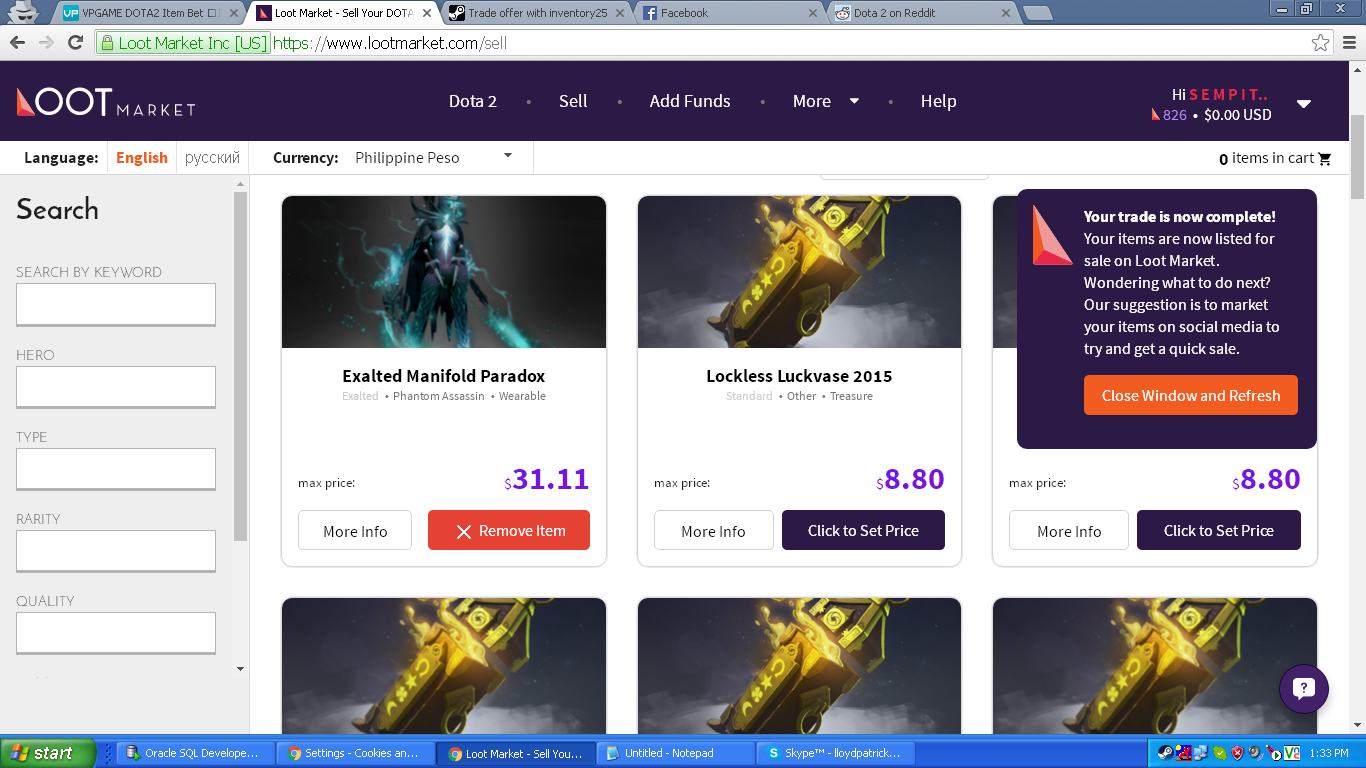 VPGAME DOTA2 Item Bet
Loot Market - Sell Your DOTA
Trade offer with inventory25
Facebook
Dota 2 on Reddit
Loot Market Inc [US] https://www.lootmarket.com/sell
LOOT MARKET
Dota 2 • Sell • Add Funds • More • Help
Hi SEMPIT..
826 • $0.00 USD
Language: English русский Currency: Philippine Peso
0 items in cart
Search
SEARCH BY KEYWORD
HERO
TYPE
RARITY
QUALITY
Exalted Manifold Paradox
Exalted • Phantom Assassin • Wearable
max price: $31.11
More Info
Remove Item
Lockless Luckvase 2015
Standard • Other • Treasure
max price: $8.80
More Info
Click to Set Price
Your trade is now complete!
Your items are now listed for
sale on Loot Market.
Wondering what to do next?
Our suggestion is to market
your items on social media to
try and get a quick sale.
Close Window and Refresh
max price: $8.80
More Info
Click to Set Price
start
Oracle SQL Develope...
Settings - Cookies an...
Loot Market - Sell You...
Untitled - Notepad
Skype™ - lloydpatrick...
1:33 PM